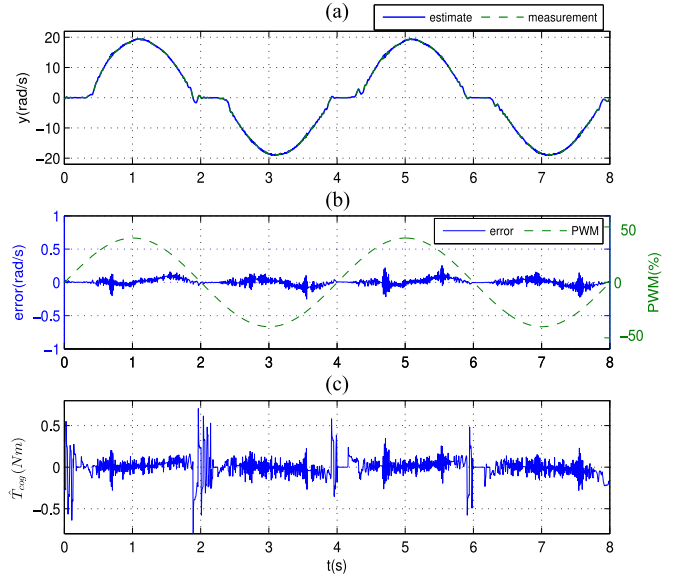 (a)
estimate measurement
20
10
0
−10
−20
y(rad/s)
0 1 2 3 4 5 6 7 8
(b)
error PWM
1
0.5
0
−0.5
−1
error(rad/s)
50
0
−50
PWM(%)
0 1 2 3 4 5 6 7 8
(c)
0.5
0
−0.5
T̂cog (Nm)
0 1 2 3 4 5 6 7 8
t(s)